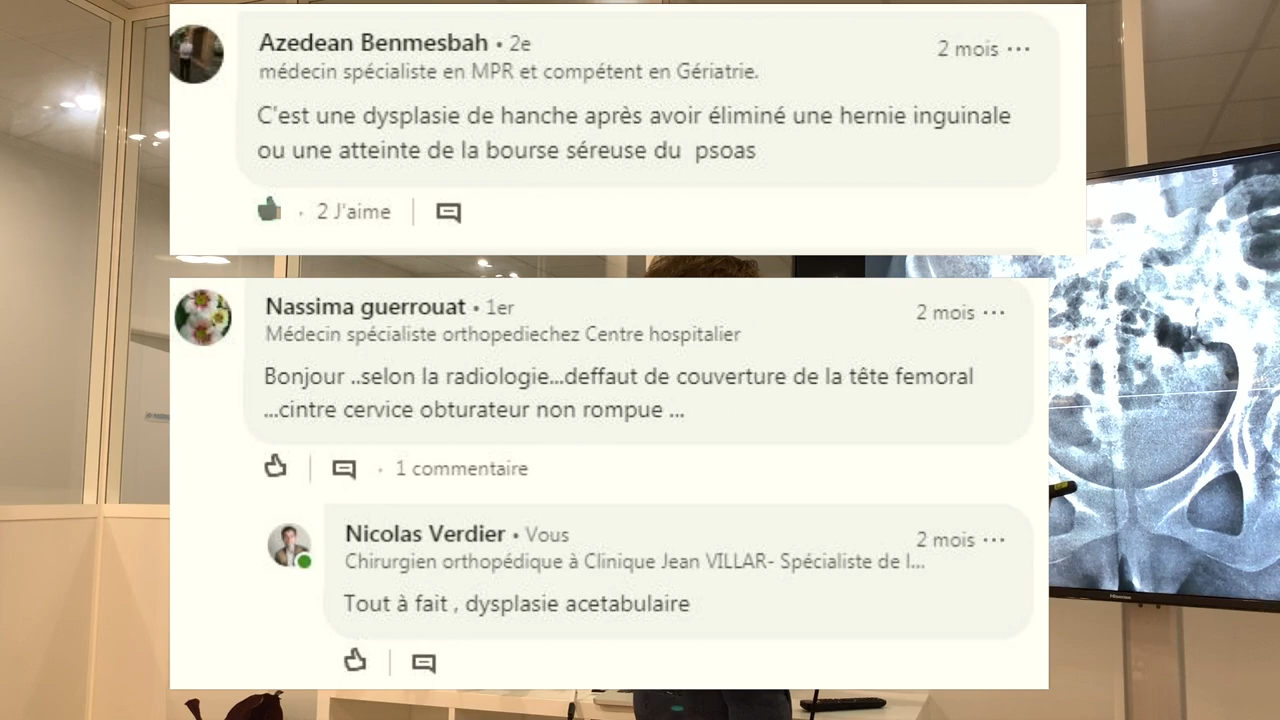 Azedean Benmesbah • 2e
2 mois ...
médecin spécialiste en MPR et compétent en Gériatrie.
C'est une dysplasie de hanche après avoir éliminé une hernie inguinale
ou une atteinte de la bourse séreuse du psoas
2 J'aime
Nassima guerrouat • 1er
2 mois ...
Médecin spécialiste orthopediechez Centre hospitalier
Bonjour ..selon la radiologie...deffaut de couverture de la tête femoral
...cintre cervice obturateur non rompue ...
1 commentaire
Nicolas Verdier • Vous
2 mois ...
Chirurgien orthopédique à Clinique Jean VILLAR- Spécialiste de l...
Tout à fait , dysplasie acetabulaire
Hisense